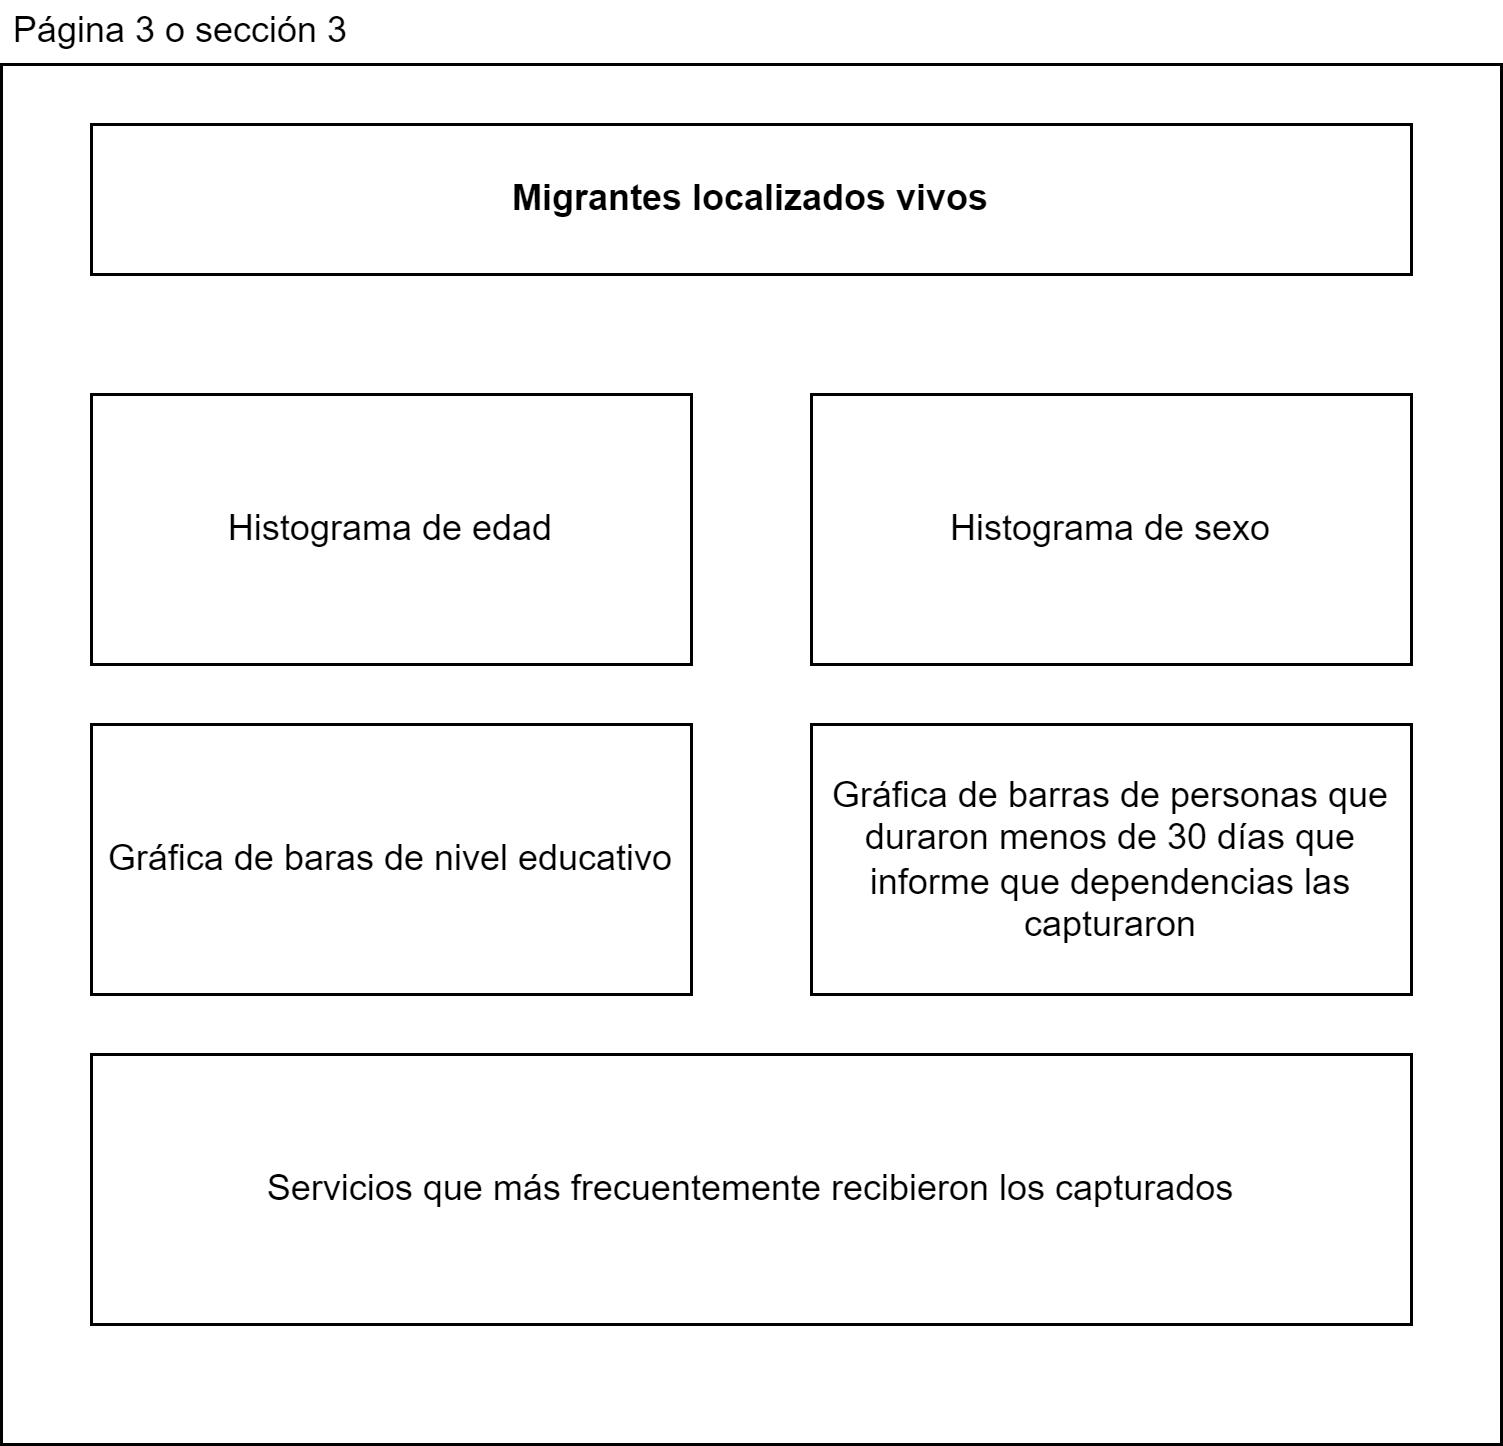 Página 3 o sección 3
Migrantes localizados vivos
Histograma de edad
Histograma de sexo
Gráfica de baras de nivel educativo
Gráfica de barras de personas que
duraron menos de 30 días que
informe que dependencias las
capturaron
Servicios que más frecuentemente recibieron los capturados